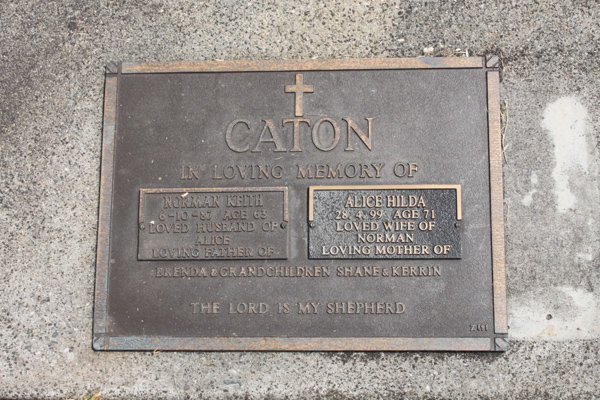 CATON
IN LOVING MEMORY OF
NORMAN KEITH
6-10-87 AGE 63
LOVED HUSBAND OF
ALICE
LOVING FATHER OF
ALICE HILDA
28.4.99 AGE 71
LOVED WIFE OF
NORMAN
LOVING MOTHER OF
BRENDA & GRANDCHILDREN SHANE & KERRIN
THE LORD IS MY SHEPHERD